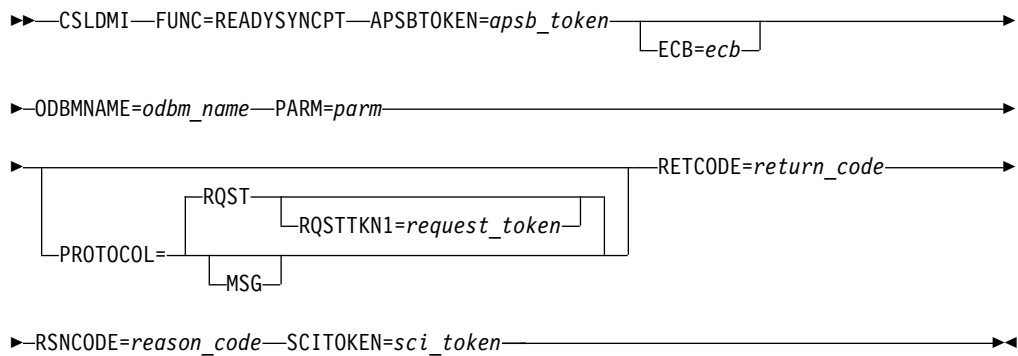 CSLDMI FUNC=READYSYNCPT APSBTOKEN=apsb_token
ECB=ecb
ODBMNAME=odbm_name PARM=parm
RETCODE=return_code
RQST
RQSTTKN1=request_token
PROTOCOL=
MSG
RSNCODE=reason_code SCITOKEN=sci_token